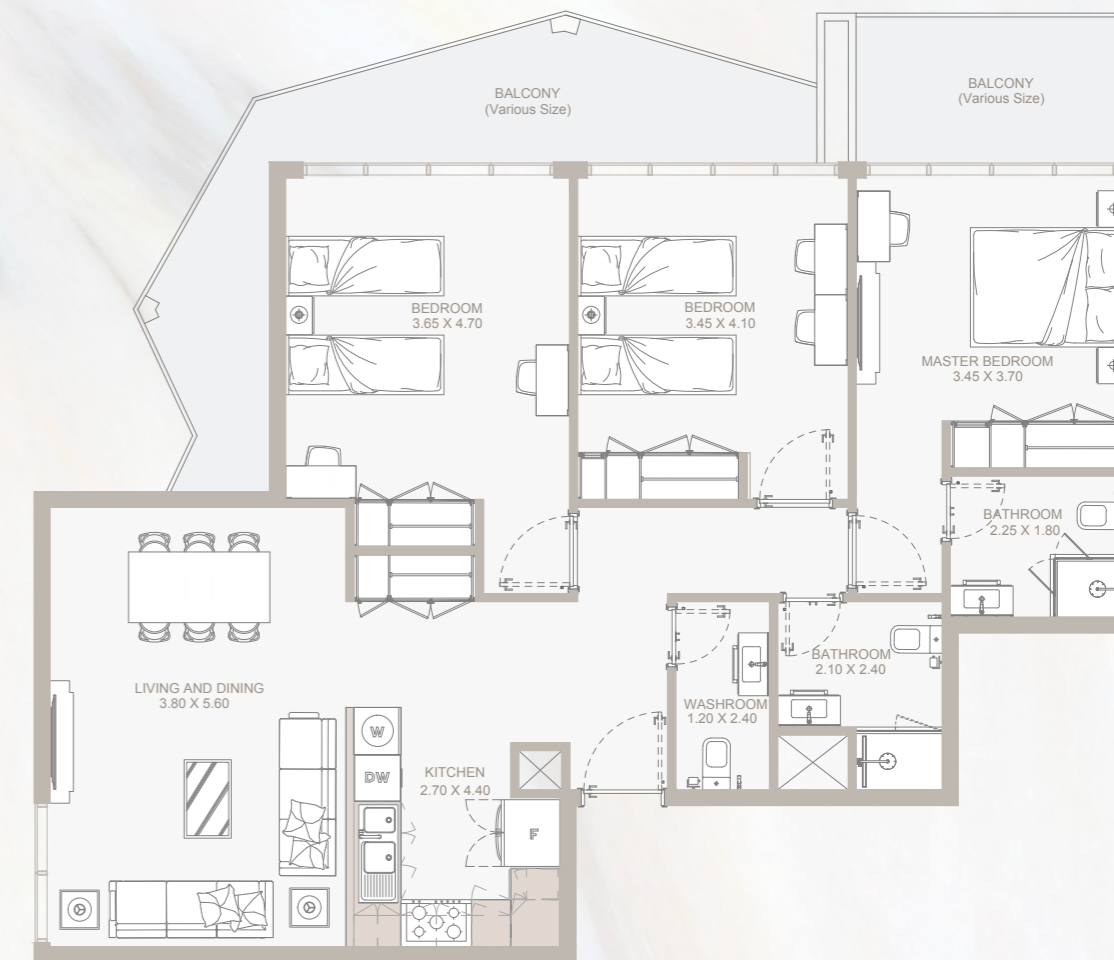 BALCONY
(Various Size)
BALCONY
(Various Size)
BEDROOM
3.65 X 4.70
BEDROOM
3.45 X 4.10
MASTER BEDROOM
3.45 X 3.70
BATHROOM
2.25 X 1.80
LIVING AND DINING
3.80 X 5.60
BATHROOM
2.10 X 2.40
WASHROOM
1.20 X 2.40
W
DW
KITCHEN
2.70 X 4.40
F